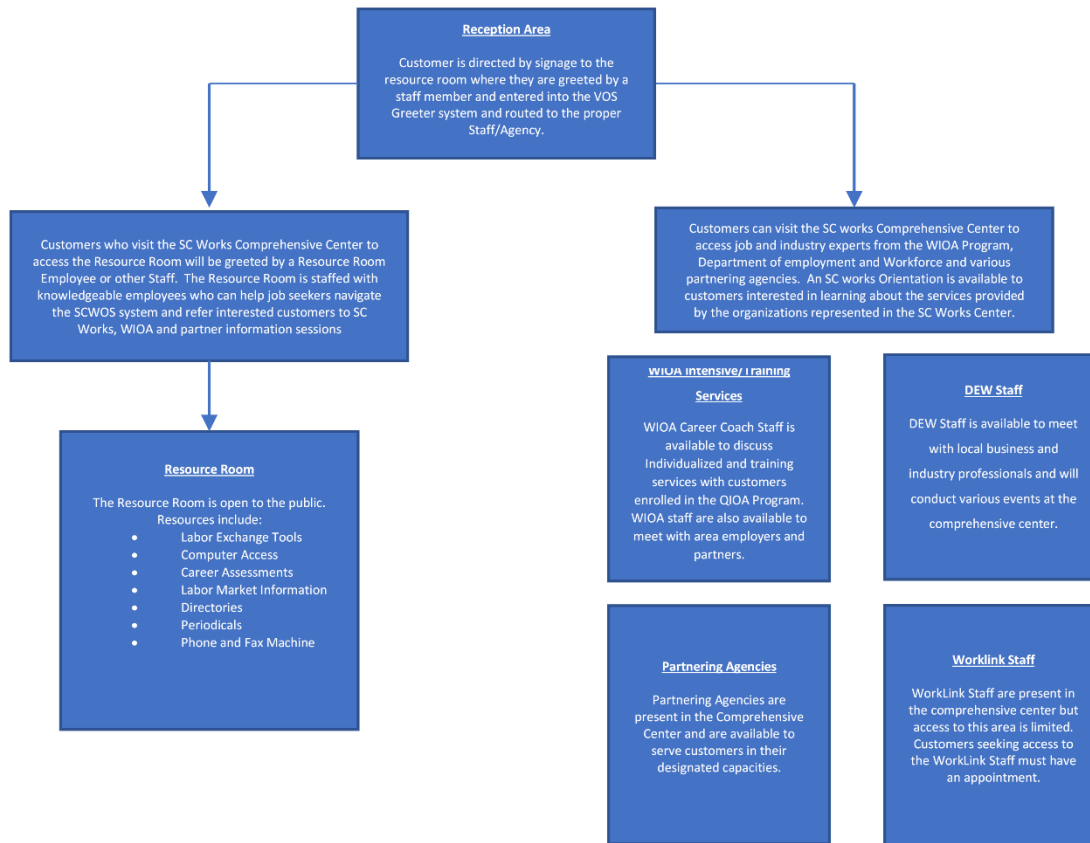 Reception Area
Customer is directed by signage to the
resource room where they are greeted by a
staff member and entered into the VOS
Greeter system and routed to the proper
Staff/Agency.
Customers who visit the SC Works Comprehensive Center to
access the Resource Room will be greeted by a Resource Room
Employee or other Staff.  The Resource Room is staffed with
knowledgeable employees who can help job seekers navigate
the SCWOS system and refer interested customers to SC
Works, WIOA and partner information sessions
Resource Room
The Resource Room is open to the public.
Resources include:
• Labor Exchange Tools
• Computer Access
• Career Assessments
• Labor Market Information
• Directories
• Periodicals
• Phone and Fax Machine
Customers can visit the SC works Comprehensive Center to
access job and industry experts from the WIOA Program,
Department of employment and Workforce and various
partnering agencies.  An SC works Orientation is available to
customers interested in learning about the services provided
by the organizations represented in the SC Works Center.
WIOA Intensive/Training
Services
WIOA Career Coach Staff is
available to discuss
Individualized and training
services with customers
enrolled in the QIOA Program.
WIOA staff are also available to
meet with area employers and
partners.
DEW Staff
DEW Staff is available to meet
with local business and
industry professionals and will
conduct various events at the
comprehensive center.
Partnering Agencies
Partnering Agencies are
present in the Comprehensive
Center and are available to
serve customers in their
designated capacities.
Worklink Staff
WorkLink Staff are present in
the comprehensive center but
access to this area is limited.
Customers seeking access to
the WorkLink Staff must have
an appointment.